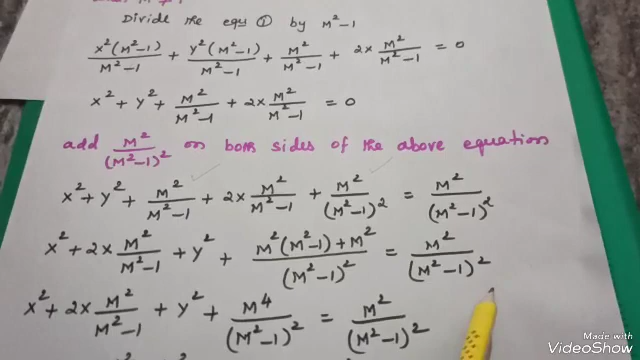 Divide the equⁿ ① by M²-1
x²(M²-1)/M²-1 + y²(M²-1)/M²-1 + M²/M²-1 + 2x M²/M²-1 = 0
x² + y² + M²/M²-1 + 2x M²/M²-1 = 0
add M²/(M²-1)² on both sides of the above equation
x² + y² + M²/M²-1 + 2x M²/M²-1 + M²/(M²-1)² = M²/(M²-1)²
x² + 2x M²/M²-1 + y² + M²(M²-1)+M²/(M²-1)² = M²/(M²-1)²
x² + 2x M²/M²-1 + y² + M⁴/(M²-1)² = M²/(M²-1)²
Made with
VideoShow